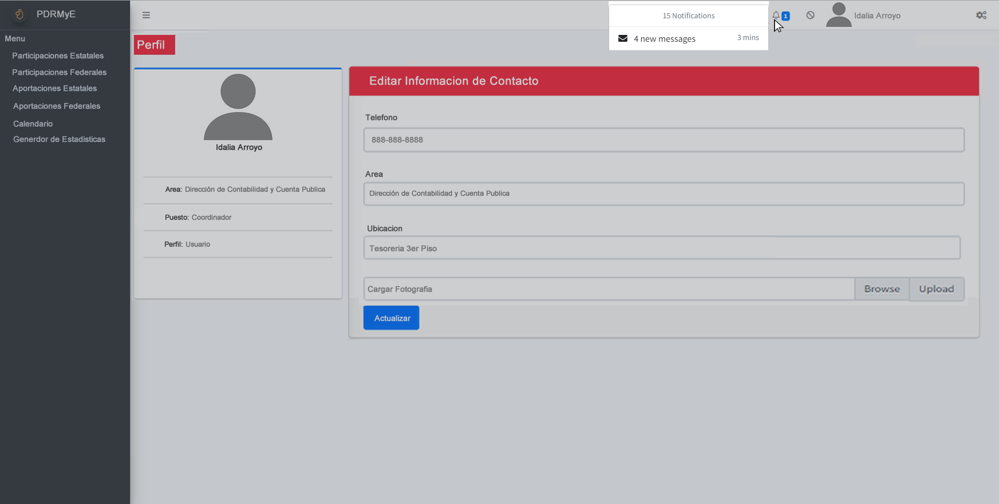 PDRMyE
15 Notifications
1
Idalia Arroyo
4 new messages
3 mins
Menu
Participaciones Estatales
Participaciones Federales
Aportaciones Estatales
Aportaciones Federales
Calendario
Generdor de Estadisticas
Perfil
Idalia Arroyo
Area: Dirección de Contabilidad y Cuenta Publica
Puesto: Coordinador
Perfil: Usuario
Editar Informacion de Contacto
Telefono
888-888-8888
Area
Dirección de Contabilidad y Cuenta Publica
Ubicacion
Tesoreria 3er Piso
Cargar Fotografia
Browse
Upload
Actualizar